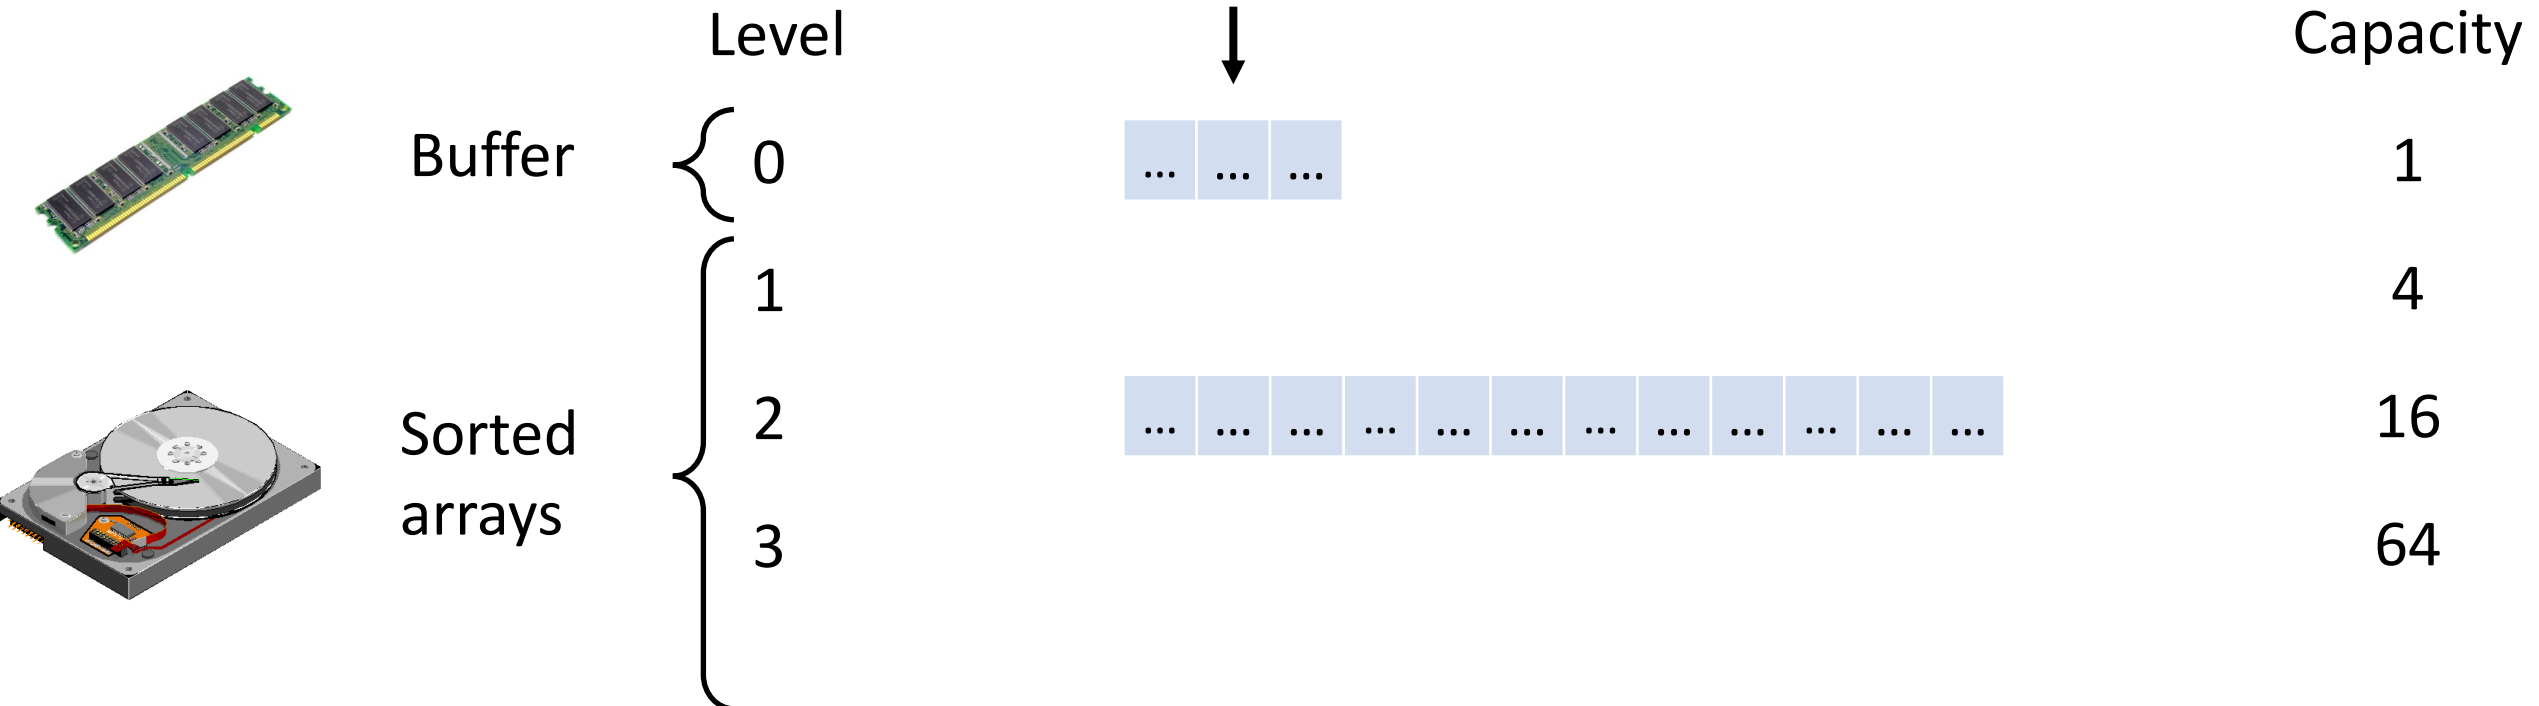 Level Capacity
Buffer 0 ... ... ... 1
1 4
2 ... ... ... ... ... ... ... ... ... ... ... ... 16
Sorted
arrays
3 64